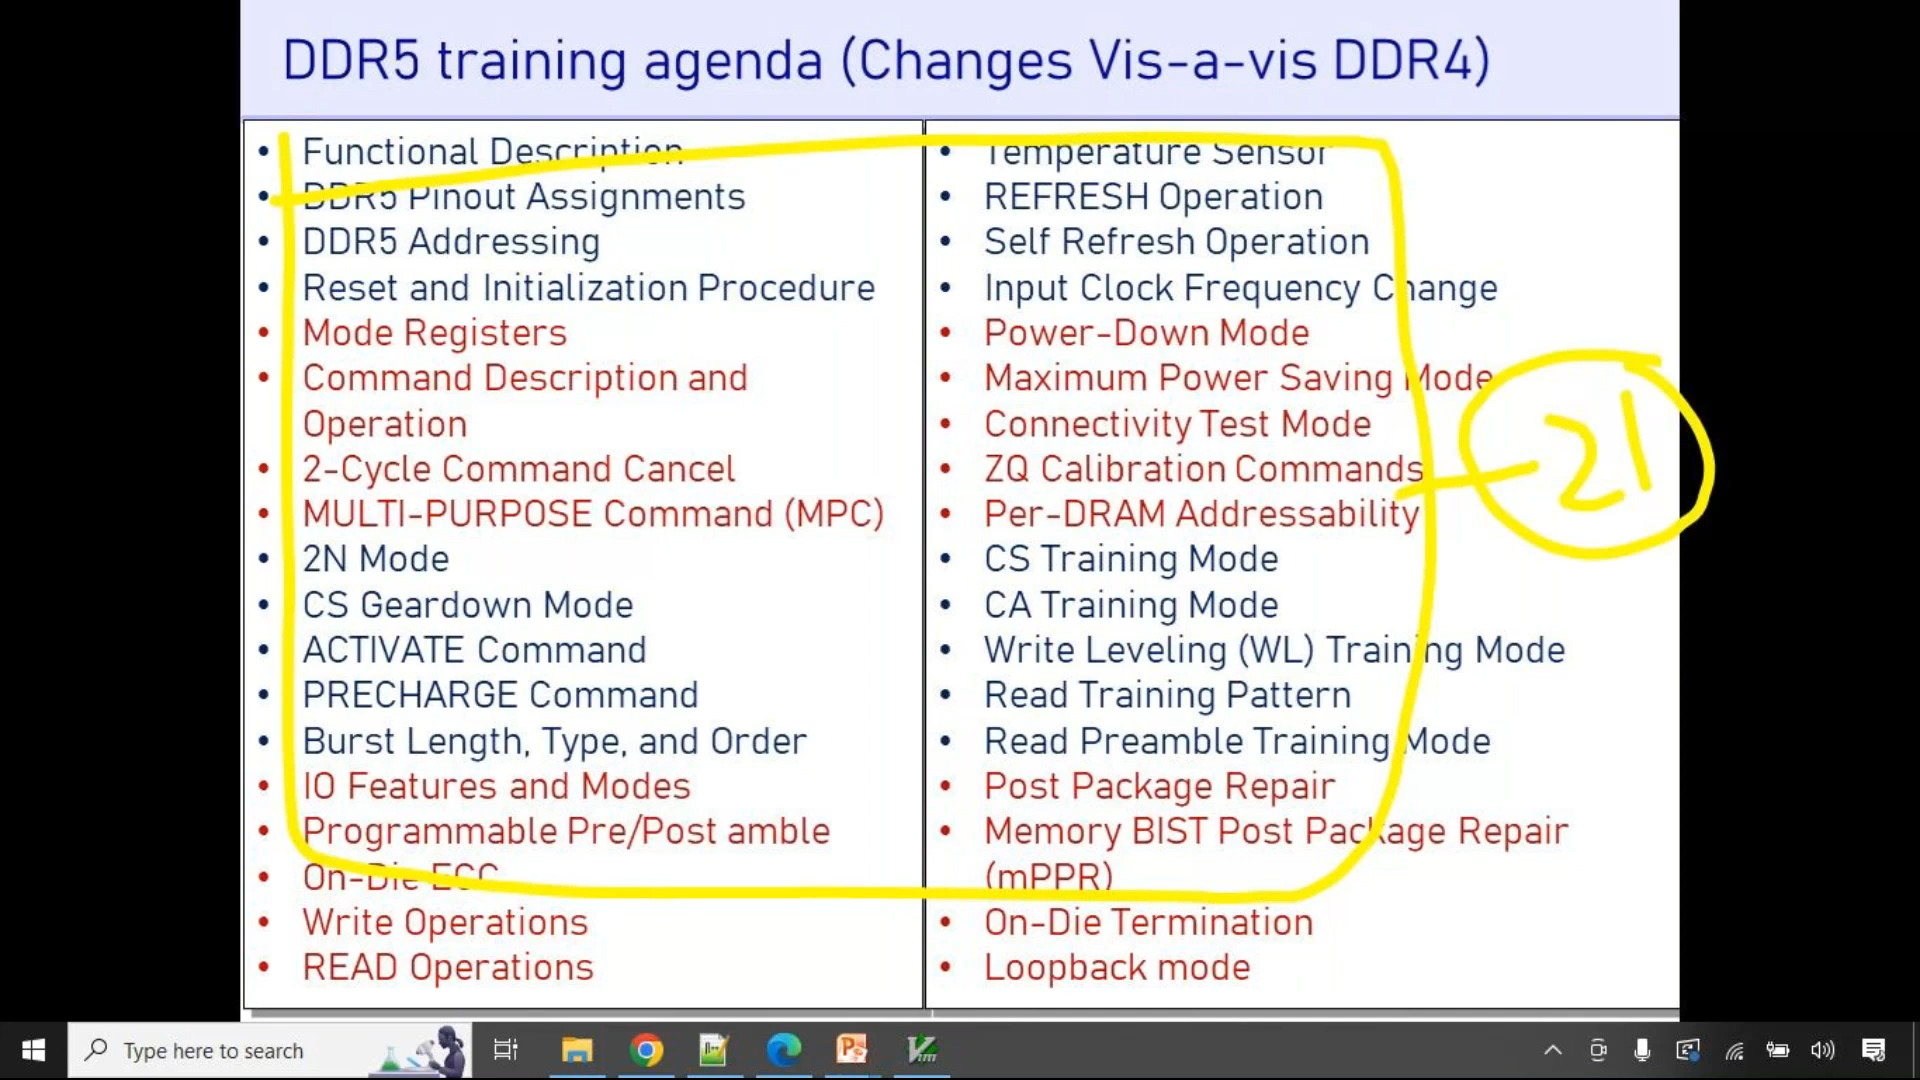 DDR5 training agenda (Changes Vis-a-vis DDR4)
• Functional Description
• DDR5 Pinout Assignments
• DDR5 Addressing
• Reset and Initialization Procedure
• Mode Registers
• Command Description and
Operation
• 2-Cycle Command Cancel
• MULTI-PURPOSE Command (MPC)
• 2N Mode
• CS Geardown Mode
• ACTIVATE Command
• PRECHARGE Command
• Burst Length, Type, and Order
• IO Features and Modes
• Programmable Pre/Post amble
• On-Die ECC
• Write Operations
• READ Operations
• Temperature Sensor
• REFRESH Operation
• Self Refresh Operation
• Input Clock Frequency Change
• Power-Down Mode
• Maximum Power Saving Mode
• Connectivity Test Mode
• ZQ Calibration Commands
• Per-DRAM Addressability
• CS Training Mode
• CA Training Mode
• Write Leveling (WL) Training Mode
• Read Training Pattern
• Read Preamble Training Mode
• Post Package Repair
• Memory BIST Post Package Repair
(mPPR)
• On-Die Termination
• Loopback mode
21
Type here to search